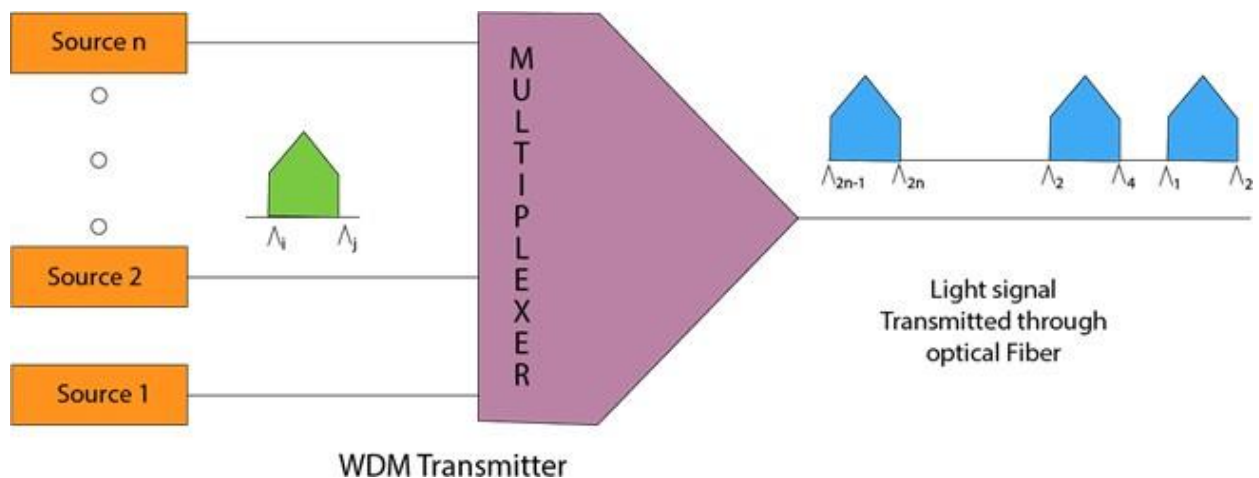 Source n
MULTIPLEXER
Λ2n-1 Λ2n Λ2 Λ4 Λ1 Λ2
Λi Λj
Source 2
Light signal
Transmitted through
optical Fiber
Source 1
WDM Transmitter